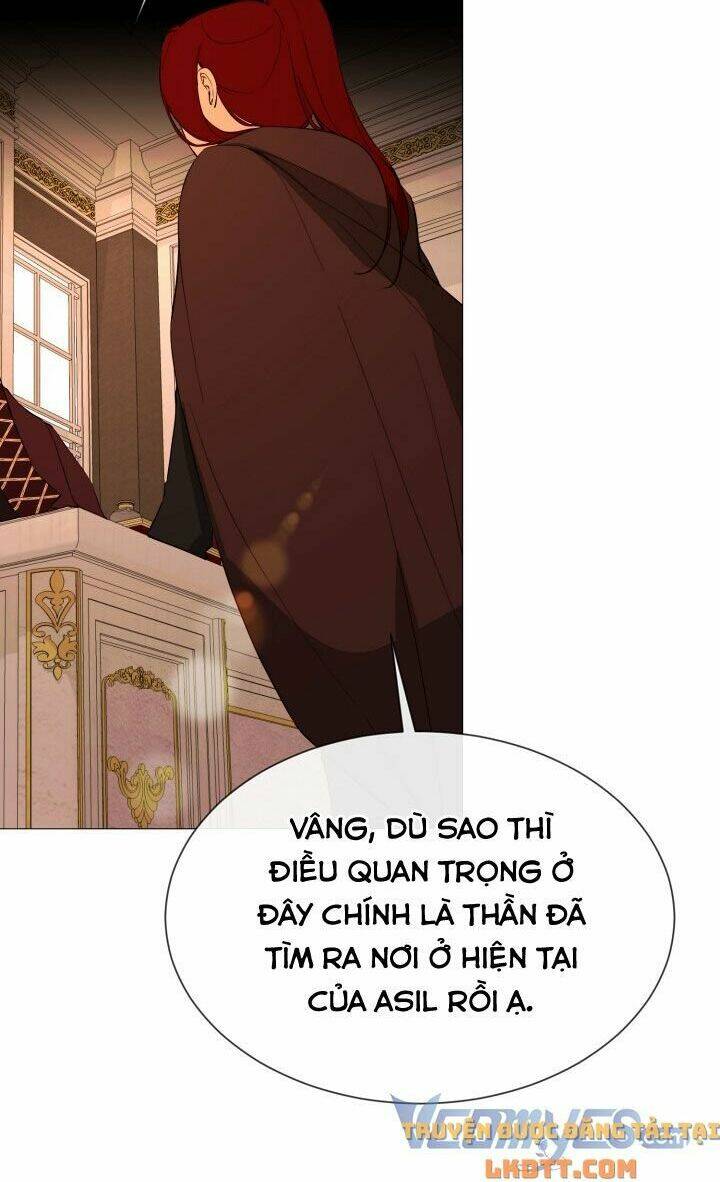 VÂNG, DÙ SAO THÌ
ĐIỀU QUAN TRỌNG Ở
ĐÂY CHÍNH LÀ THẦN ĐÃ
TÌM RA NƠI Ở HIỆN TẠI
CỦA ASIL RỒI Ạ.
TRUYỆN ĐƯỢC ĐĂNG TẢI TẠI
LKDTT.COM